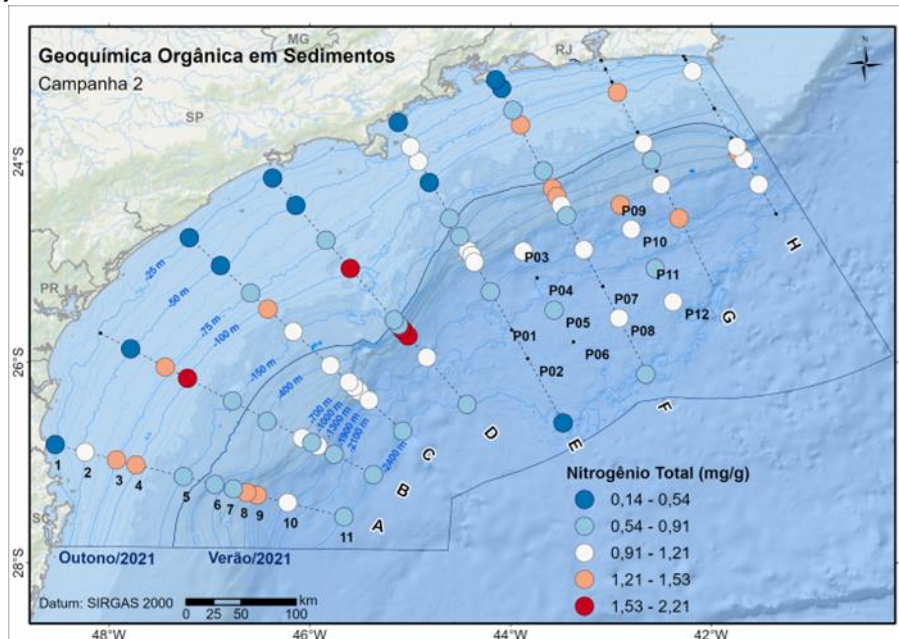 MG
RJ
Geoquímica Orgânica em Sedimentos
Campanha 2
SP
24°S
PR
-25 m
-50 m
-75 m
-100 m
-150 m
-400 m
-700 m
-1000 m
-1300 m
-1900 m
-2100 m
-2400 m
P09
P10
P03
P11
P04
P05
P07
P12
P01
P08
P06
P02
H
G
F
E
D
C
B
A
26°S
28°S
SC
1
2
3
4
5
6
7
8
9
10
11
Outono/2021
Verão/2021
Nitrogênio Total (mg/g)
0,14 - 0,54
0,54 - 0,91
0,91 - 1,21
1,21 - 1,53
1,53 - 2,21
Datum: SIRGAS 2000
km
0 25 50 100
48°W 46°W 44°W 42°W